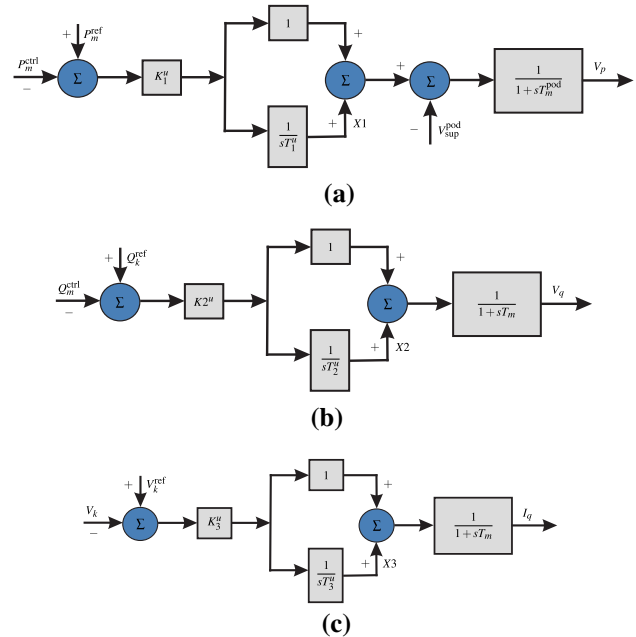 P_m^ref
+
P_m^ctrl
−
Σ
K_1^u
1
+
Σ
+
X1
1
sT_1^u
+
Σ
−
V_sup^pod
1
1+sT_m^pod
V_p
(a)
Q_k^ref
+
Q_m^ctrl
−
Σ
K2^u
1
+
Σ
+
X2
1
sT_2^u
1
1+sT_m
V_q
(b)
V_k^ref
+
V_k
−
Σ
K_3^u
1
+
Σ
+
X3
1
sT_3^u
1
1+sT_m
I_q
(c)